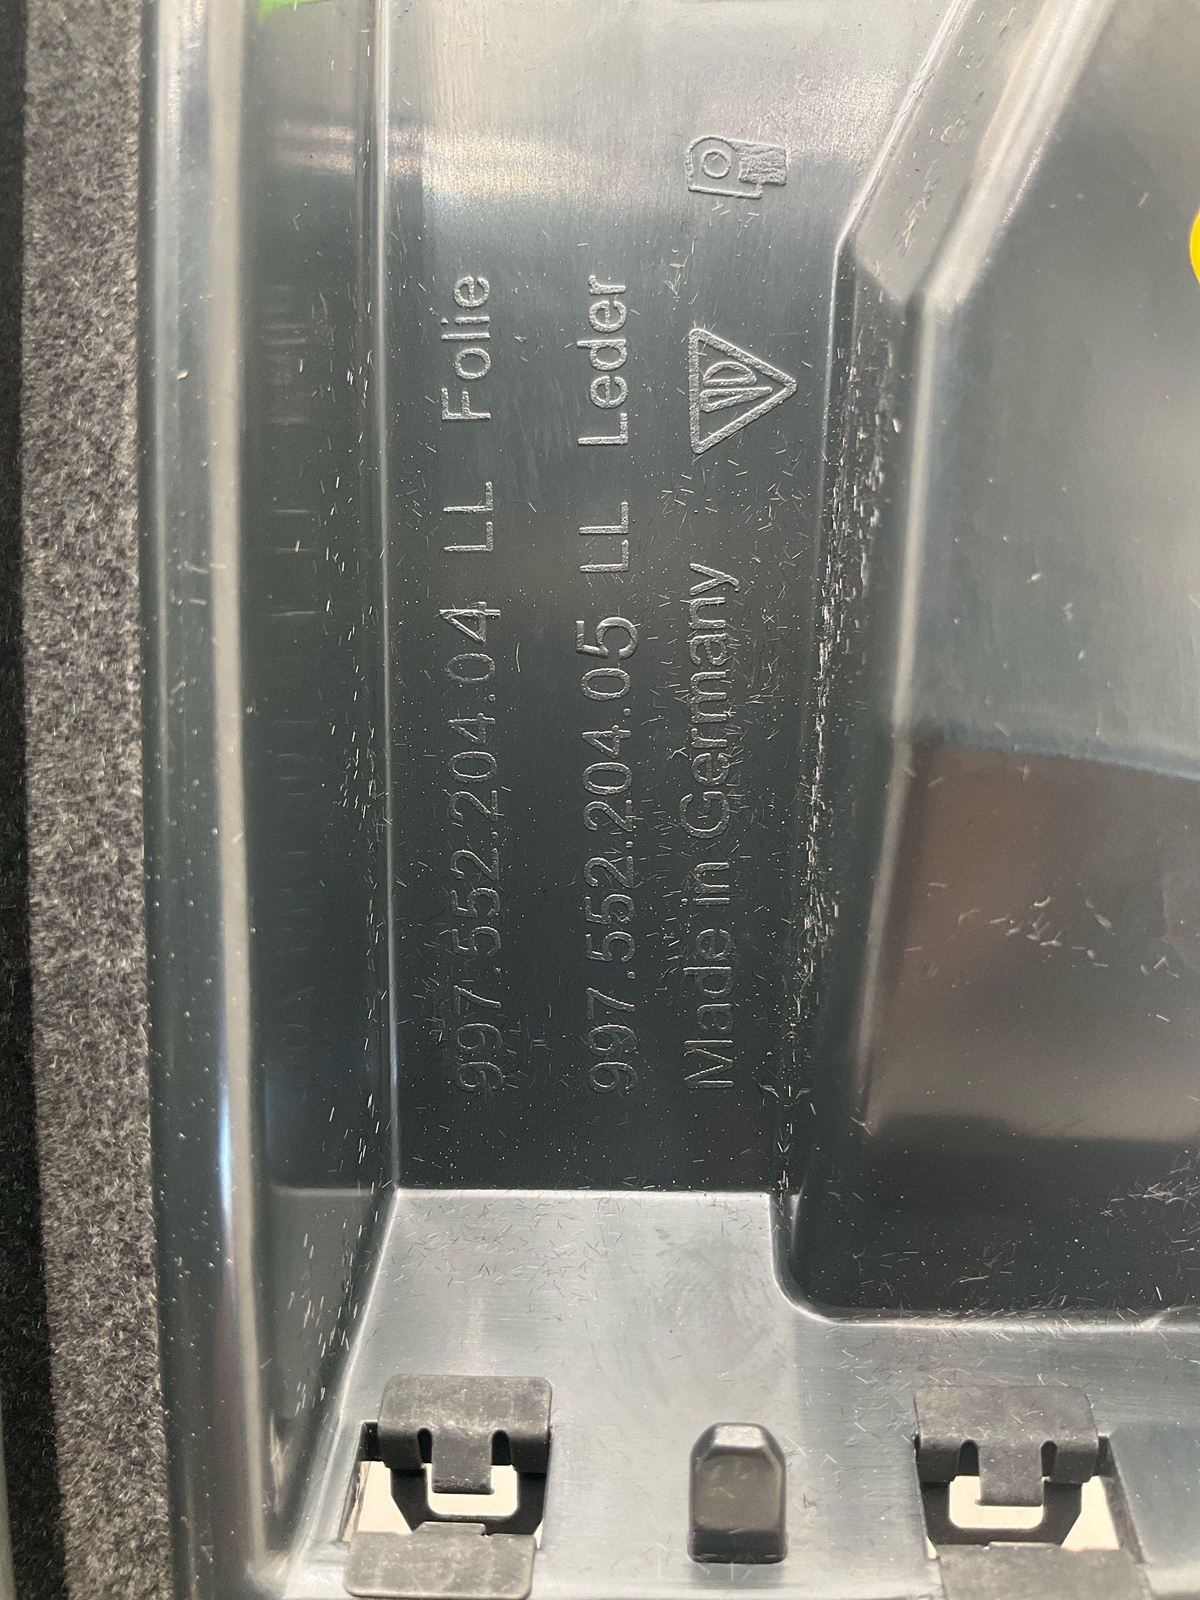 997.552.204.04 LL Folie
997.552.204.05 LL Leder
Made in Germany